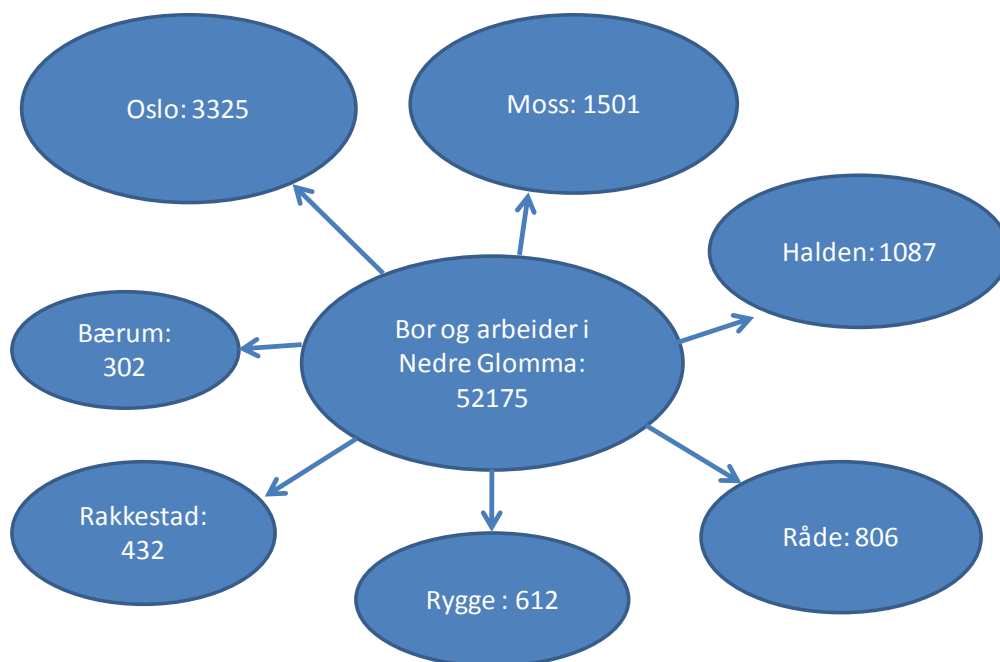 Oslo: 3325
Moss: 1501
Halden: 1087
Bærum:
302
Bor og arbeider i
Nedre Glomma:
52175
Rakkestad:
432
Rygge : 612
Råde: 806